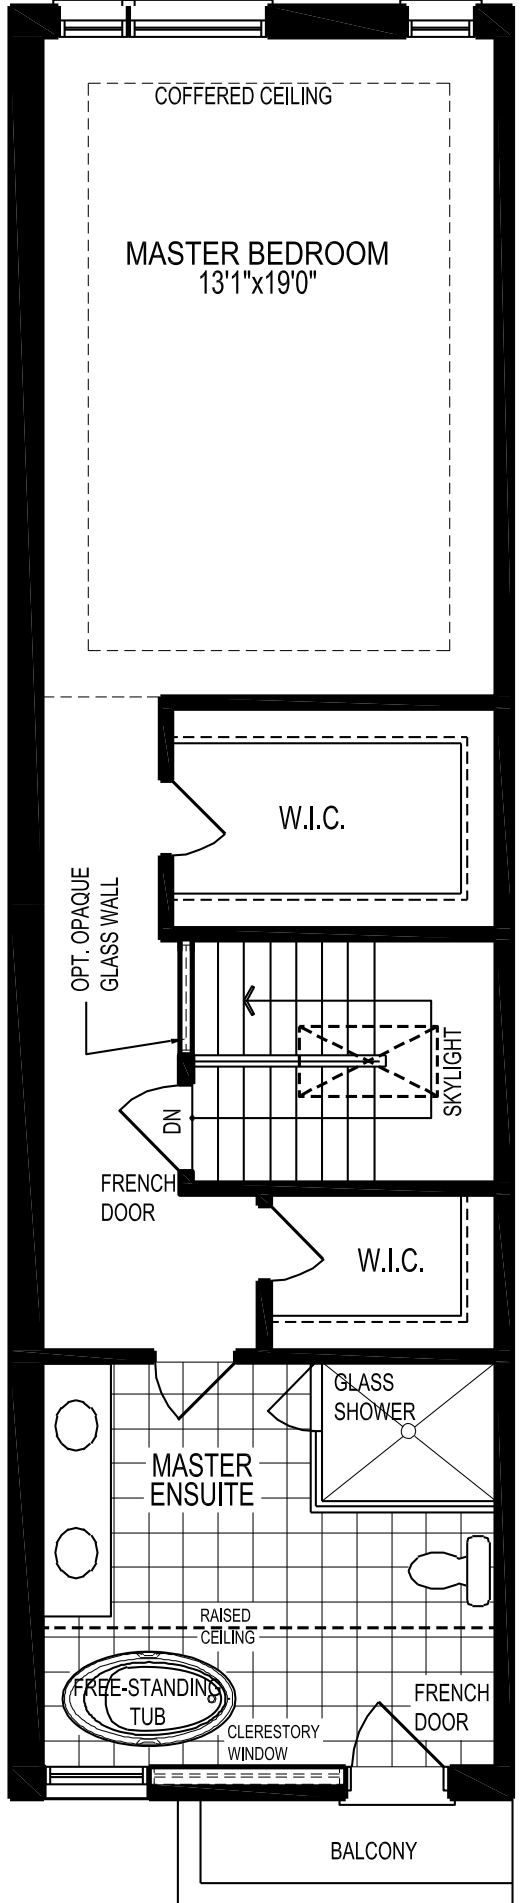 COFFERED CEILING
MASTER BEDROOM
13'1"x19'0"
W.I.C.
OPT. OPAQUE
GLASS WALL
SKYLIGHT
DN
FRENCH
DOOR
W.I.C.
GLASS
SHOWER
MASTER
ENSUITE
RAISED
CEILING
FREE-STANDING
TUB
FRENCH
DOOR
CLERESTORY
WINDOW
BALCONY